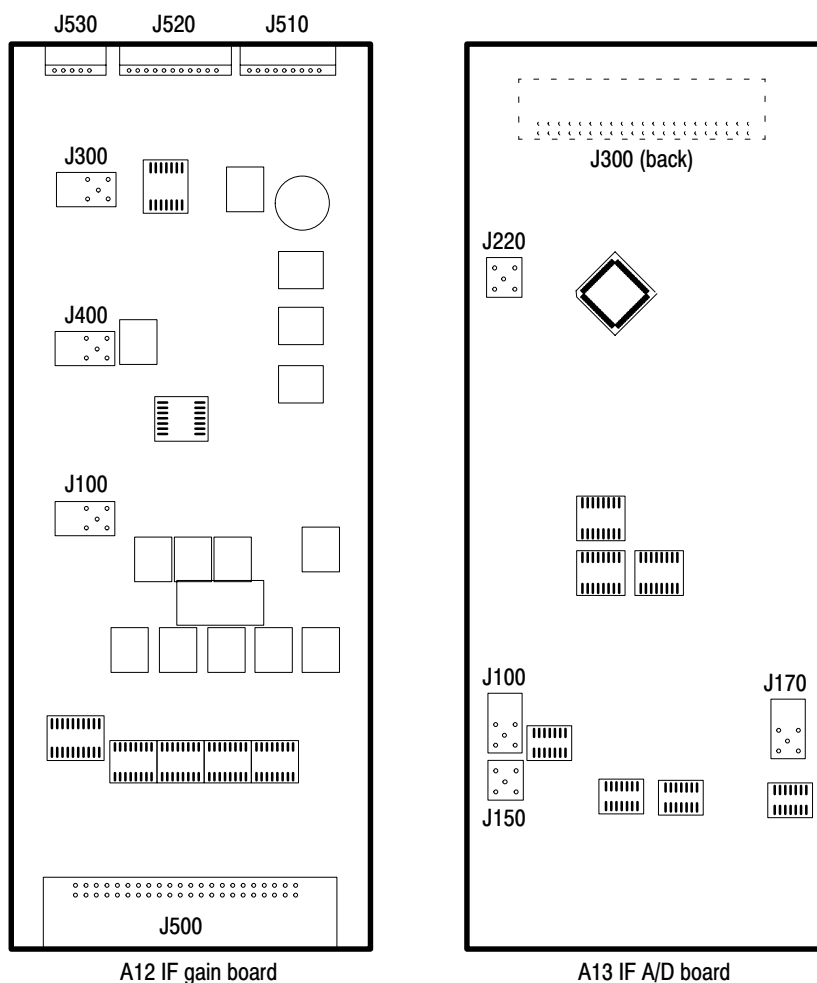 J530 J520 J510
J300
J400
J100
J500
A12 IF gain board
J300 (back)
J220
J100
J170
J150
A13 IF A/D board